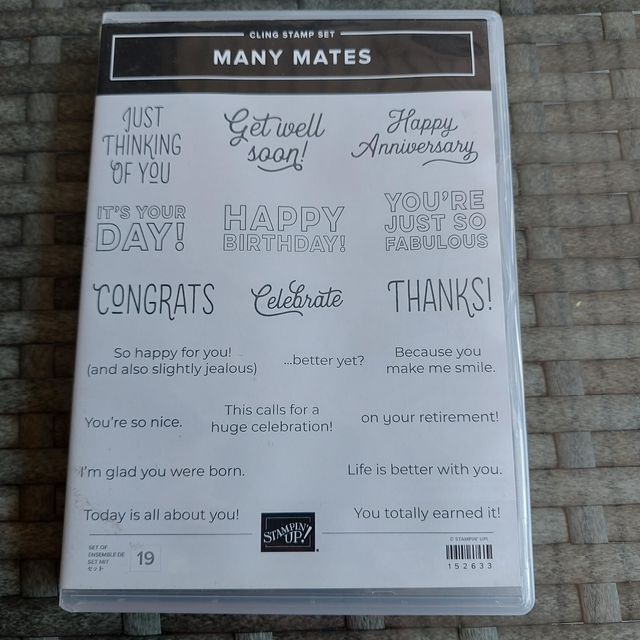 CLING STAMP SET
MANY MATES
JUST
THINKING
OF YOU
Get well
soon!
Happy
Anniversary
IT'S YOUR
DAY!
HAPPY
BIRTHDAY!
YOU'RE
JUST SO
FABULOUS
CONGRATS
Celebrate
THANKS!
So happy for you!
(and also slightly jealous)
...better yet?
Because you
make me smile.
You're so nice.
This calls for a
huge celebration!
on your retirement!
I'm glad you were born.
Life is better with you.
Today is all about you!
You totally earned it!
SET OF
ENSEMBLE DE
SET MIT
セット
19
STAMPIN'
UP!
© STAMPIN' UP!
152633